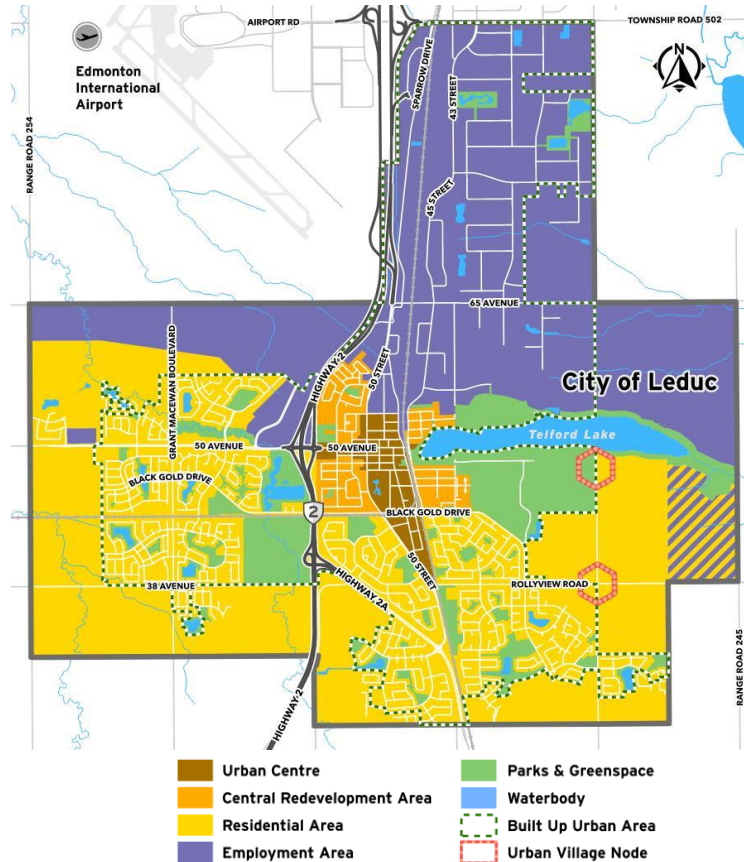 AIRPORT RD
TOWNSHIP ROAD 502
N
Edmonton
International
Airport
SPARROW DRIVE
43 STREET
RANGE ROAD 254
45 STREET
65 AVENUE
GRANT MACEWAN BOULEVARD
HIGHWAY-2
50 STREET
City of Leduc
50 AVENUE
50 AVENUE
Telford Lake
BLACK GOLD DRIVE
2
BLACK GOLD DRIVE
50 STREET
38 AVENUE
HIGHWAY 2A
ROLLYVIEW ROAD
RANGE ROAD 245
HIGHWAY-2
Urban Centre
Central Redevelopment Area
Residential Area
Employment Area
Parks & Greenspace
Waterbody
Built Up Urban Area
Urban Village Node